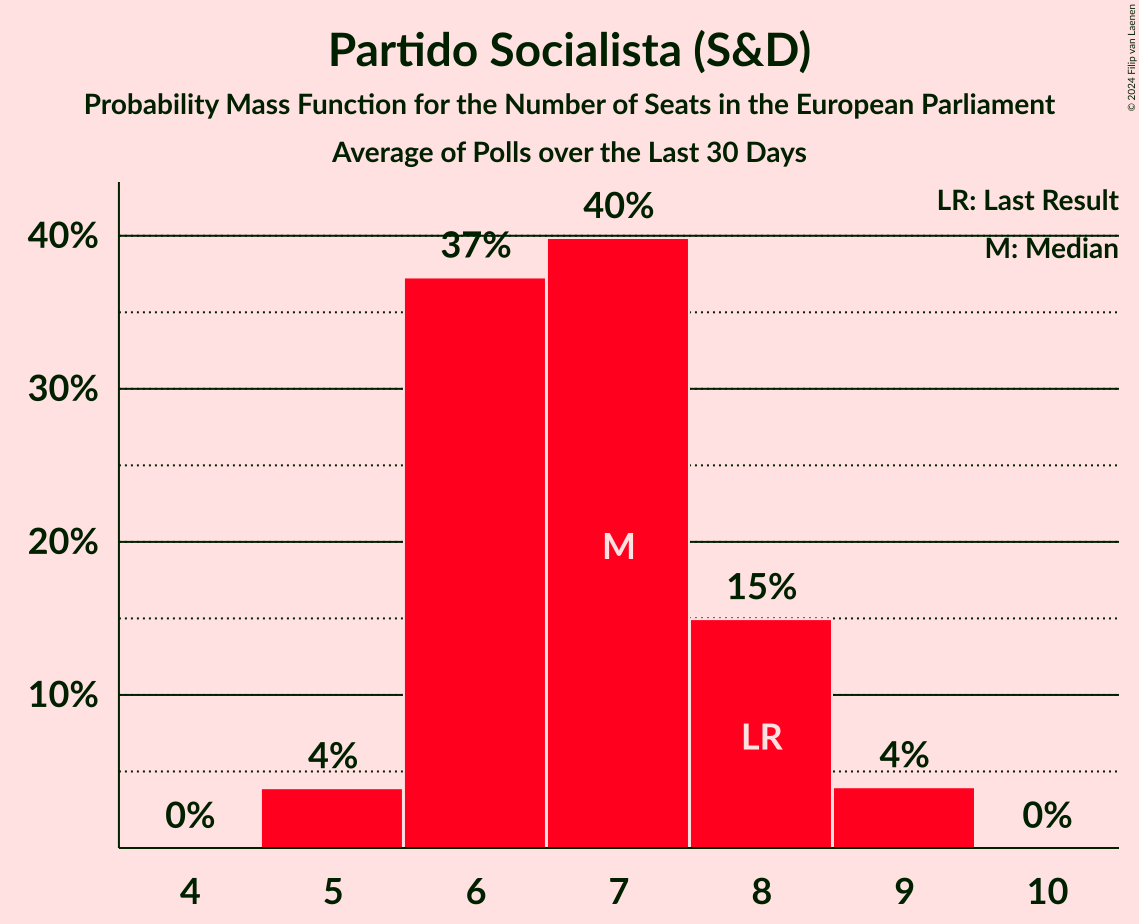 Partido Socialista (S&D)
Probability Mass Function for the Number of Seats in the European Parliament
Average of Polls over the Last 30 Days
© 2024 Filip van Laenen
LR: Last Result
M: Median
40%
30%
20%
10%
0%
4%
37%
40%
15%
4%
0%
M
LR
4 5 6 7 8 9 10